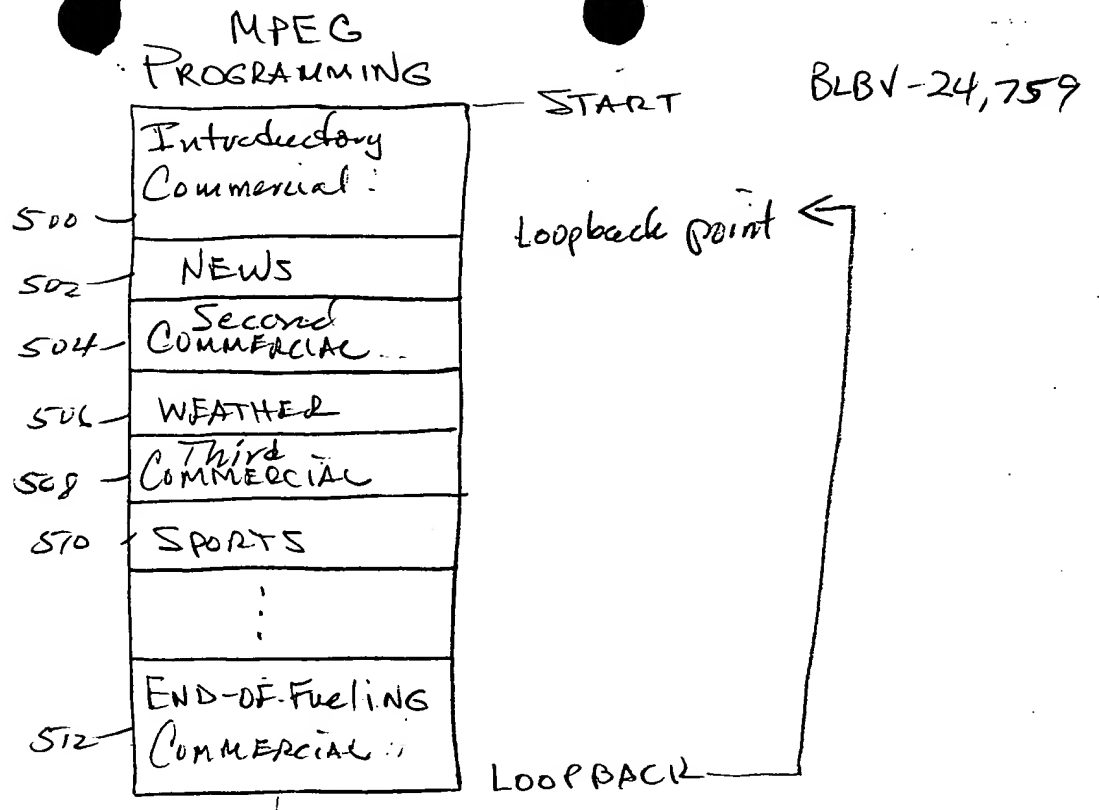 MPEG
PROGRAMMING
START
BLBV-24,759
Introductory
Commercial
500
Loopback point
502
NEWS
Second
504
COMMERCIAL
506
WEATHER
Third
508
COMMERCIAL
510
SPORTS
END-OF-FueliNG
512
COMMERCIAL
LOOPBACK